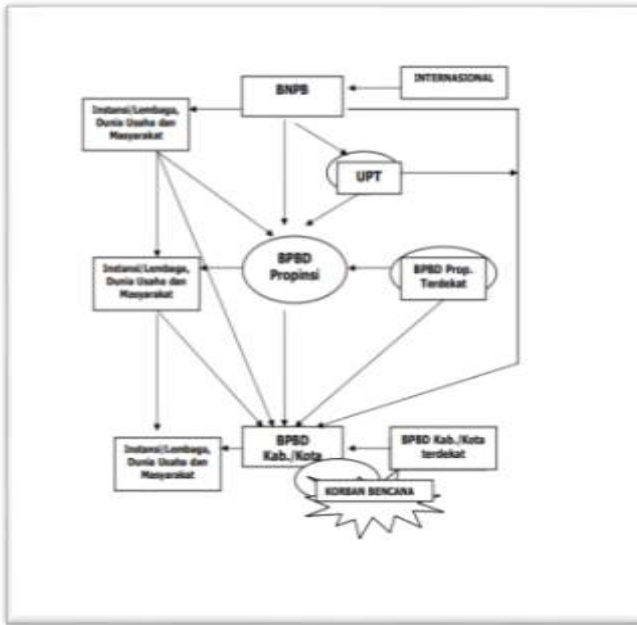 INTERNASIONAL
BNPB
Instansi/Lembaga,
Dunia Usaha dan
Masyarakat
UPT
BPBD
Propinsi
BPBD Prop.
Terdekat
Instansi/Lembaga,
Dunia Usaha dan
Masyarakat
BPBD
Kab./Kota
BPBD Kab./Kota
terdekat
Instansi/Lembaga,
Dunia Usaha dan
Masyarakat
KORBAN BENCANA